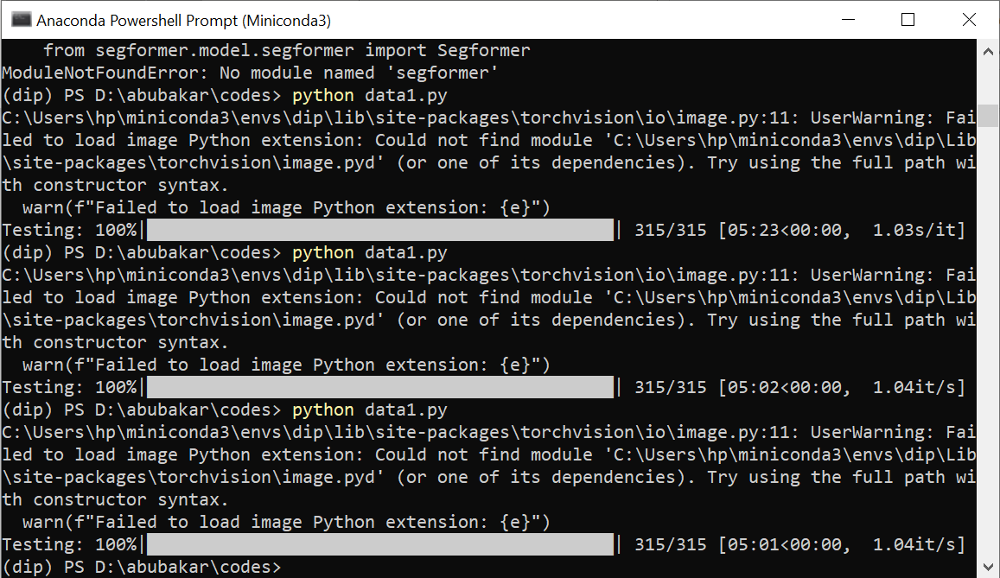 Anaconda Powershell Prompt (Miniconda3)
    from segformer.model.segformer import Segformer
ModuleNotFoundError: No module named 'segformer'
(dip) PS D:\abubakar\codes> python data1.py
C:\Users\hp\miniconda3\envs\dip\lib\site-packages\torchvision\io\image.py:11: UserWarning: Fai
led to load image Python extension: Could not find module 'C:\Users\hp\miniconda3\envs\dip\Lib
\site-packages\torchvision\image.pyd' (or one of its dependencies). Try using the full path wi
th constructor syntax.
  warn(f"Failed to load image Python extension: {e}")
Testing: 100%|██████████| 315/315 [05:23<00:00,  1.03s/it]
(dip) PS D:\abubakar\codes> python data1.py
C:\Users\hp\miniconda3\envs\dip\lib\site-packages\torchvision\io\image.py:11: UserWarning: Fai
led to load image Python extension: Could not find module 'C:\Users\hp\miniconda3\envs\dip\Lib
\site-packages\torchvision\image.pyd' (or one of its dependencies). Try using the full path wi
th constructor syntax.
  warn(f"Failed to load image Python extension: {e}")
Testing: 100%|██████████| 315/315 [05:02<00:00,  1.04it/s]
(dip) PS D:\abubakar\codes> python data1.py
C:\Users\hp\miniconda3\envs\dip\lib\site-packages\torchvision\io\image.py:11: UserWarning: Fai
led to load image Python extension: Could not find module 'C:\Users\hp\miniconda3\envs\dip\Lib
\site-packages\torchvision\image.pyd' (or one of its dependencies). Try using the full path wi
th constructor syntax.
  warn(f"Failed to load image Python extension: {e}")
Testing: 100%|██████████| 315/315 [05:01<00:00,  1.04it/s]
(dip) PS D:\abubakar\codes>